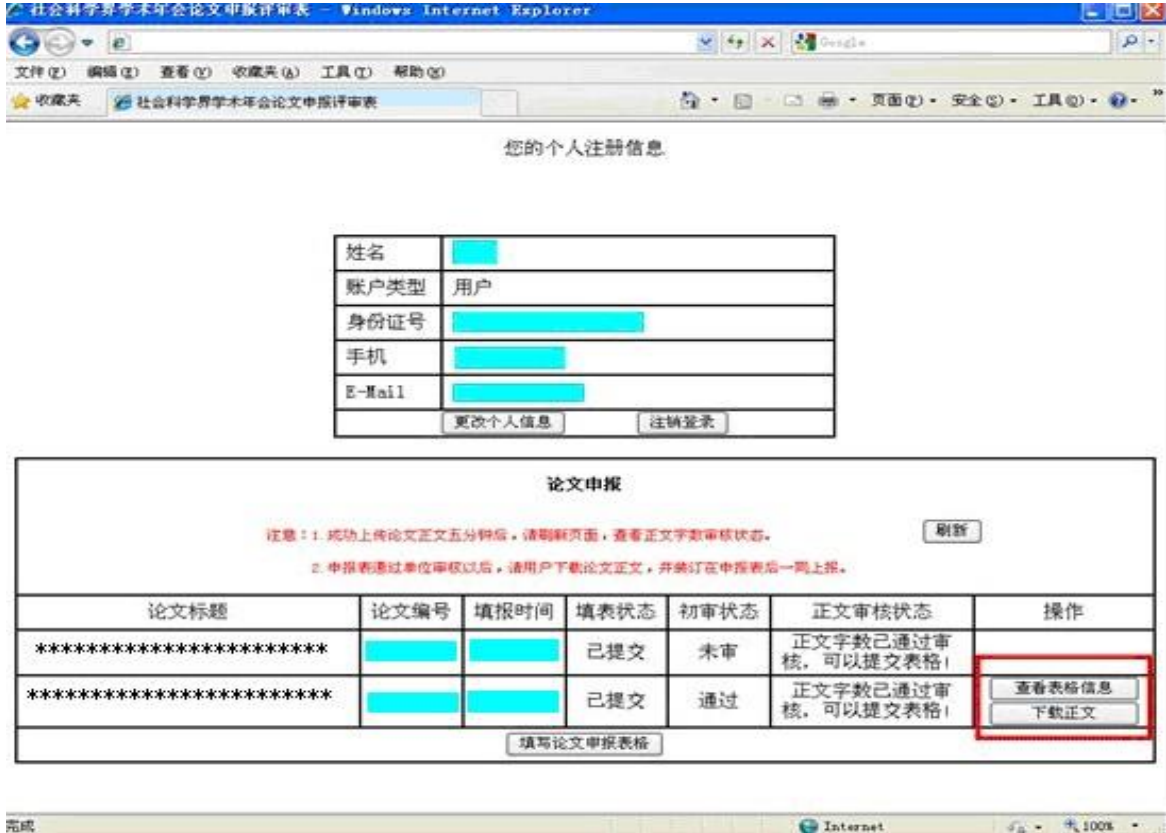 社会科学界学术年会论文申报评审表 - Windows Internet Explorer
Google
文件(F) 编辑(E) 查看(V) 收藏夹(A) 工具(T) 帮助(H)
收藏夹 社会科学界学术年会论文申报评审表 页面(P) 安全(S) 工具(O)
您的个人注册信息
姓名
账户类型 用户
身份证号
手机
E-Mail
更改个人信息 注销登录
论文申报
注意:1.成功上传论文正文五分钟后,请刷新页面,查看正文字数审核状态。 刷新
2.申报表通过单位审核以后,请用户下载论文正文,并装订在申报表后一同上报。
论文标题 论文编号 填报时间 填表状态 初审状态 正文审核状态 操作
*********************** 已提交 未审 正文字数已通过审
核,可以提交表格!
************************ 已提交 通过 正文字数已通过审
核,可以提交表格!
查看表格信息
下载正文
填写论文申报表格
完成 Internet 100%